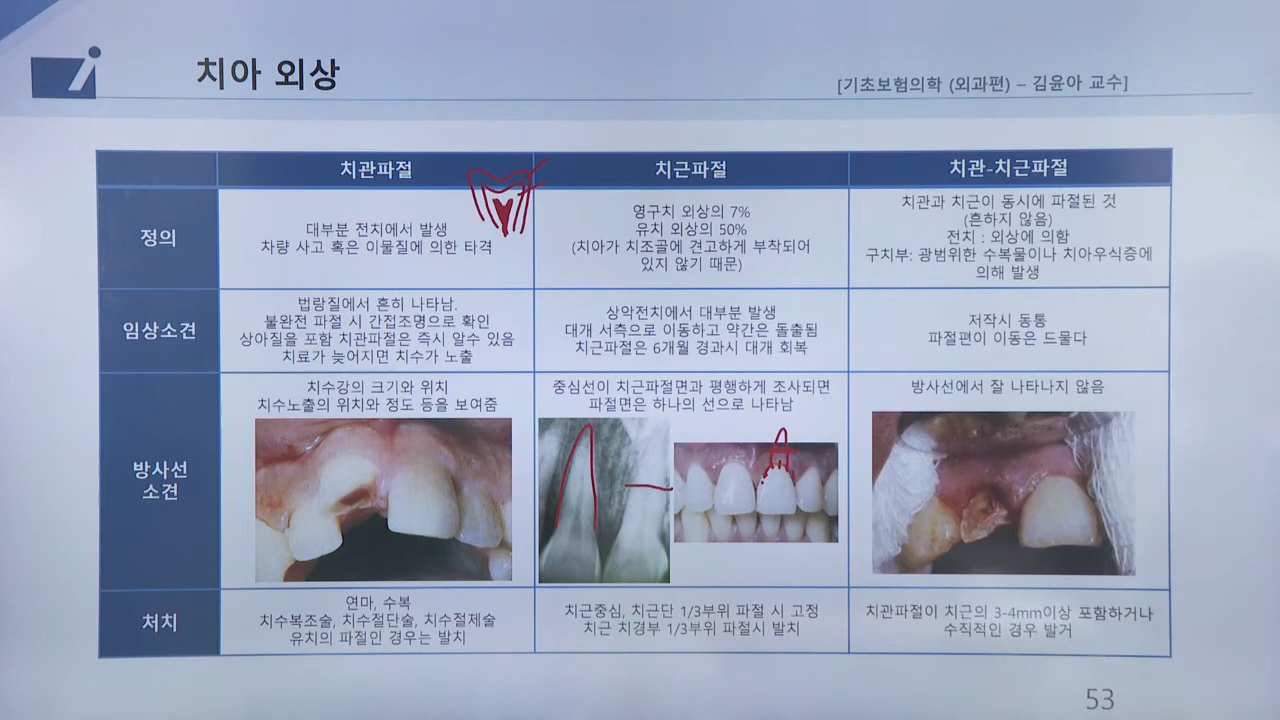 치아 외상
[기초보험의학 (외과편) – 김윤아 교수]
치관파절
치근파절
치관-치근파절
정의
대부분 전치에서 발생
차량 사고 혹은 이물질에 의한 타격
영구치 외상의 7%
유치 외상의 50%
(치아가 치조골에 견고하게 부착되어
있지 않기 때문)
치관과 치근이 동시에 파절된 것
(흔하지 않음)
전치 : 외상에 의함
구치부: 광범위한 수복물이나 치아우식증에
의해 발생
임상소견
법랑질에서 흔히 나타남.
불완전 파절 시 간접조명으로 확인
상아질을 포함 치관파절은 즉시 알수 있음
치료가 늦어지면 치수가 노출
상악전치에서 대부분 발생
대개 서측으로 이동하고 약간은 돌출됨
치근파절은 6개월 경과시 대개 회복
저작시 동통
파절편이 이동은 드물다
방사선
소견
치수강의 크기와 위치
치수노출의 위치와 정도 등을 보여줌
중심선이 치근파절면과 평행하게 조사되면
파절면은 하나의 선으로 나타남
방사선에서 잘 나타나지 않음
처치
연마, 수복
치수복조술, 치수절단술, 치수절제술
유치의 파절인 경우는 발치
치근중심, 치근단 1/3부위 파절 시 고정
치근 치경부 1/3부위 파절시 발치
치관파절이 치근의 3-4mm이상 포함하거나
수직적인 경우 발거
53